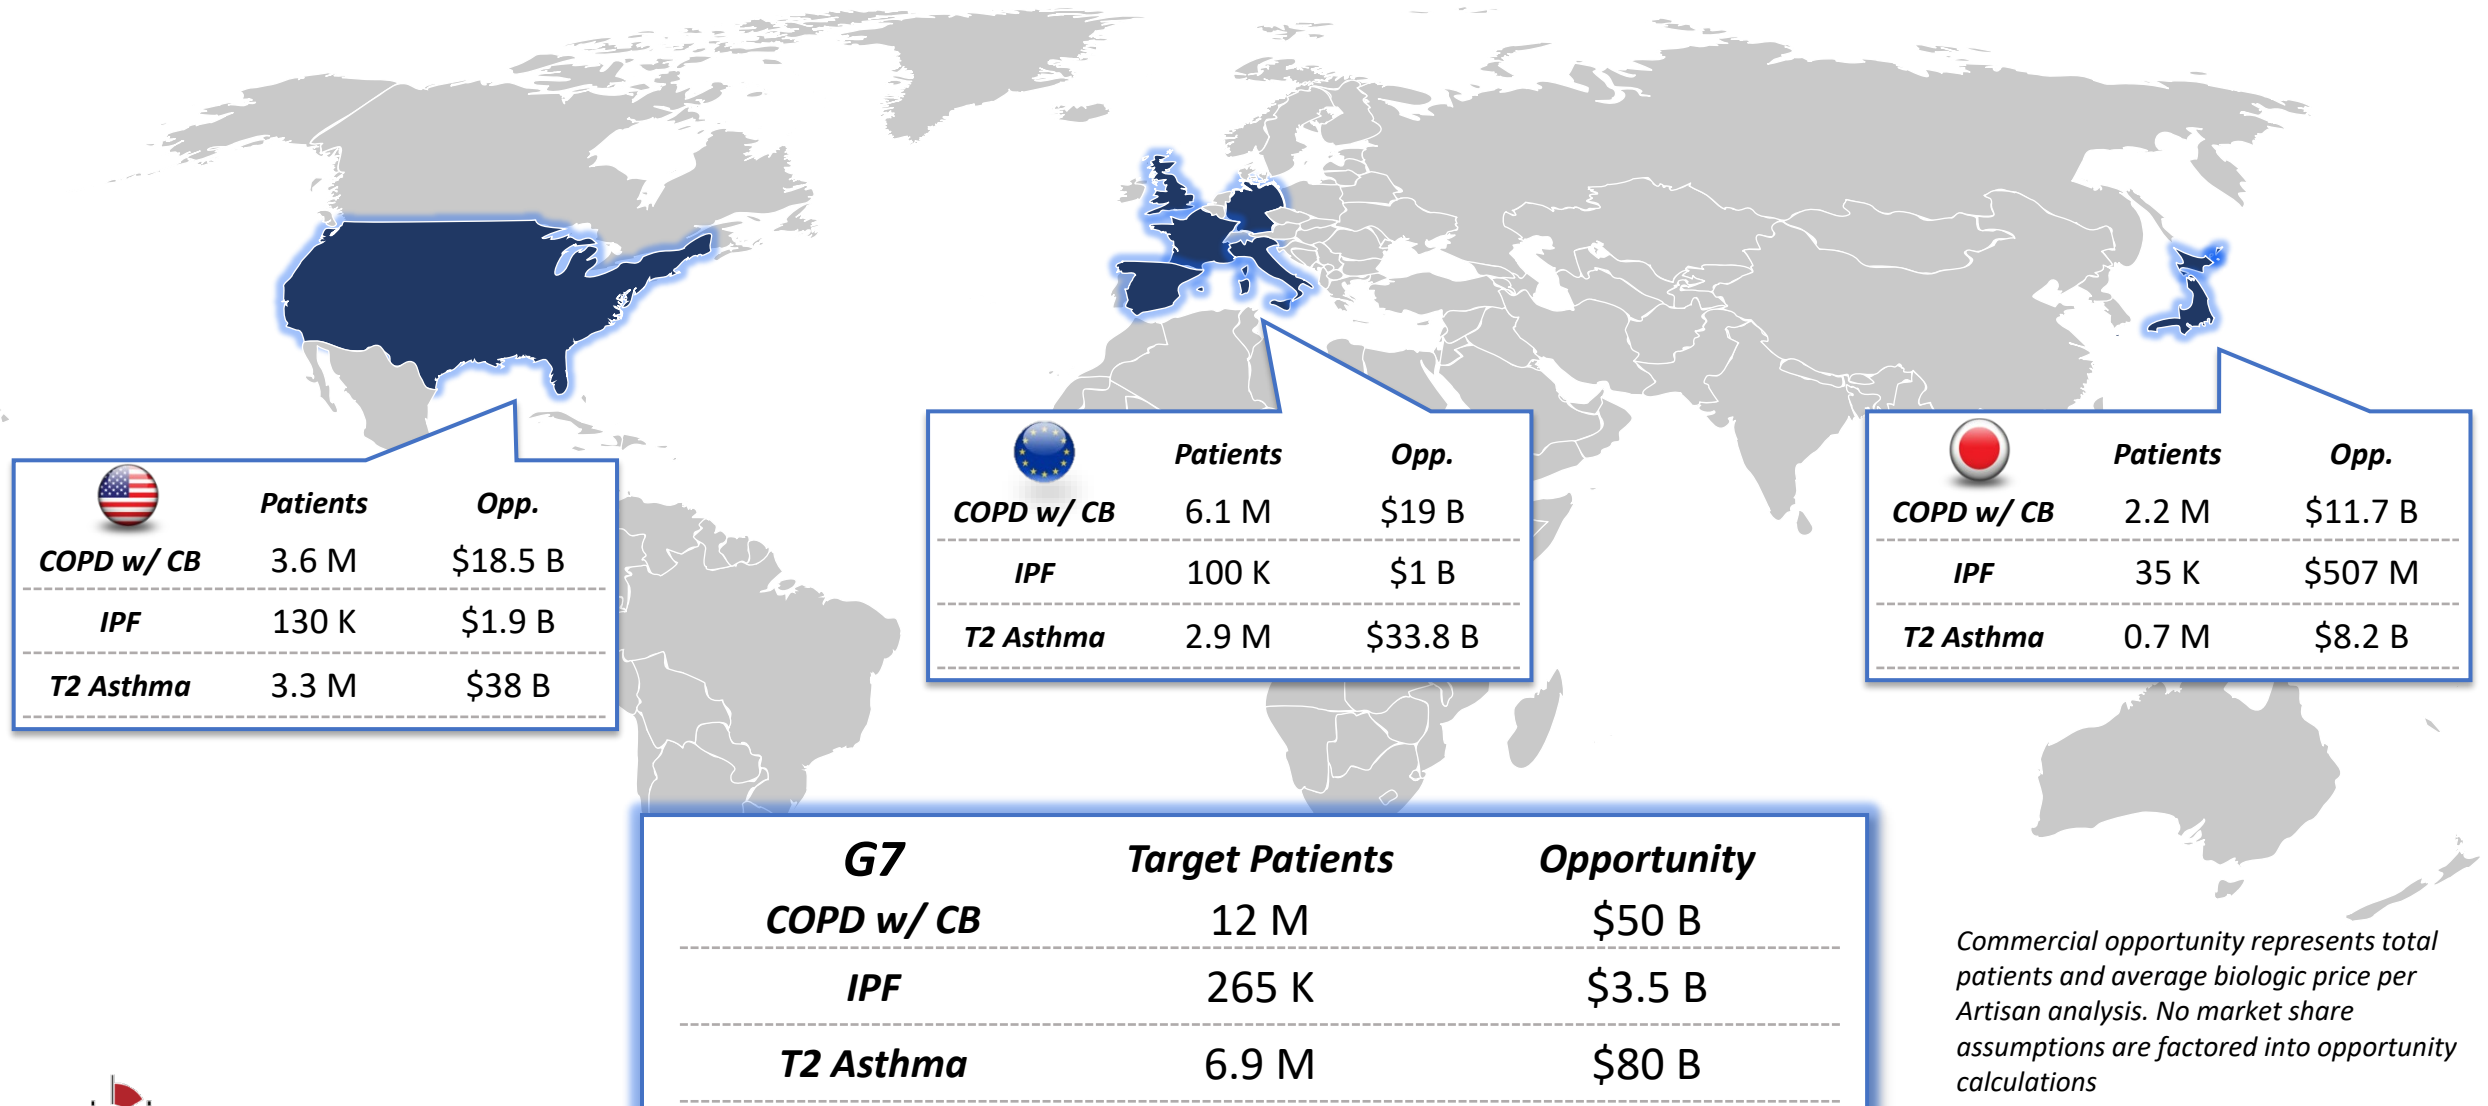 Patients Opp.
COPD w/ CB 3.6 M $18.5 B
IPF 130 K $1.9 B
T2 Asthma 3.3 M $38 B
Patients Opp.
COPD w/ CB 6.1 M $19 B
IPF 100 K $1 B
T2 Asthma 2.9 M $33.8 B
Patients Opp.
COPD w/ CB 2.2 M $11.7 B
IPF 35 K $507 M
T2 Asthma 0.7 M $8.2 B
G7 Target Patients Opportunity
COPD w/ CB 12 M $50 B
IPF 265 K $3.5 B
T2 Asthma 6.9 M $80 B
Commercial opportunity represents total
patients and average biologic price per
Artisan analysis. No market share
assumptions are factored into opportunity
calculations